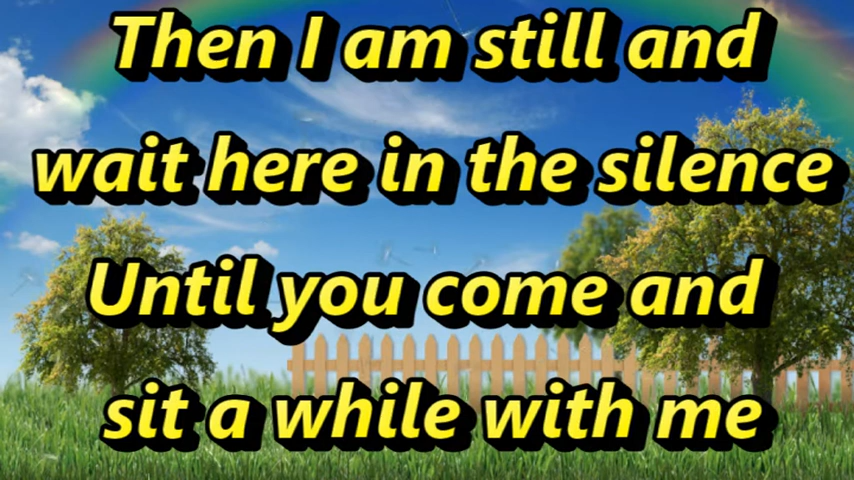 Then I am still and
wait here in the silence
Until you come and
sit a while with me